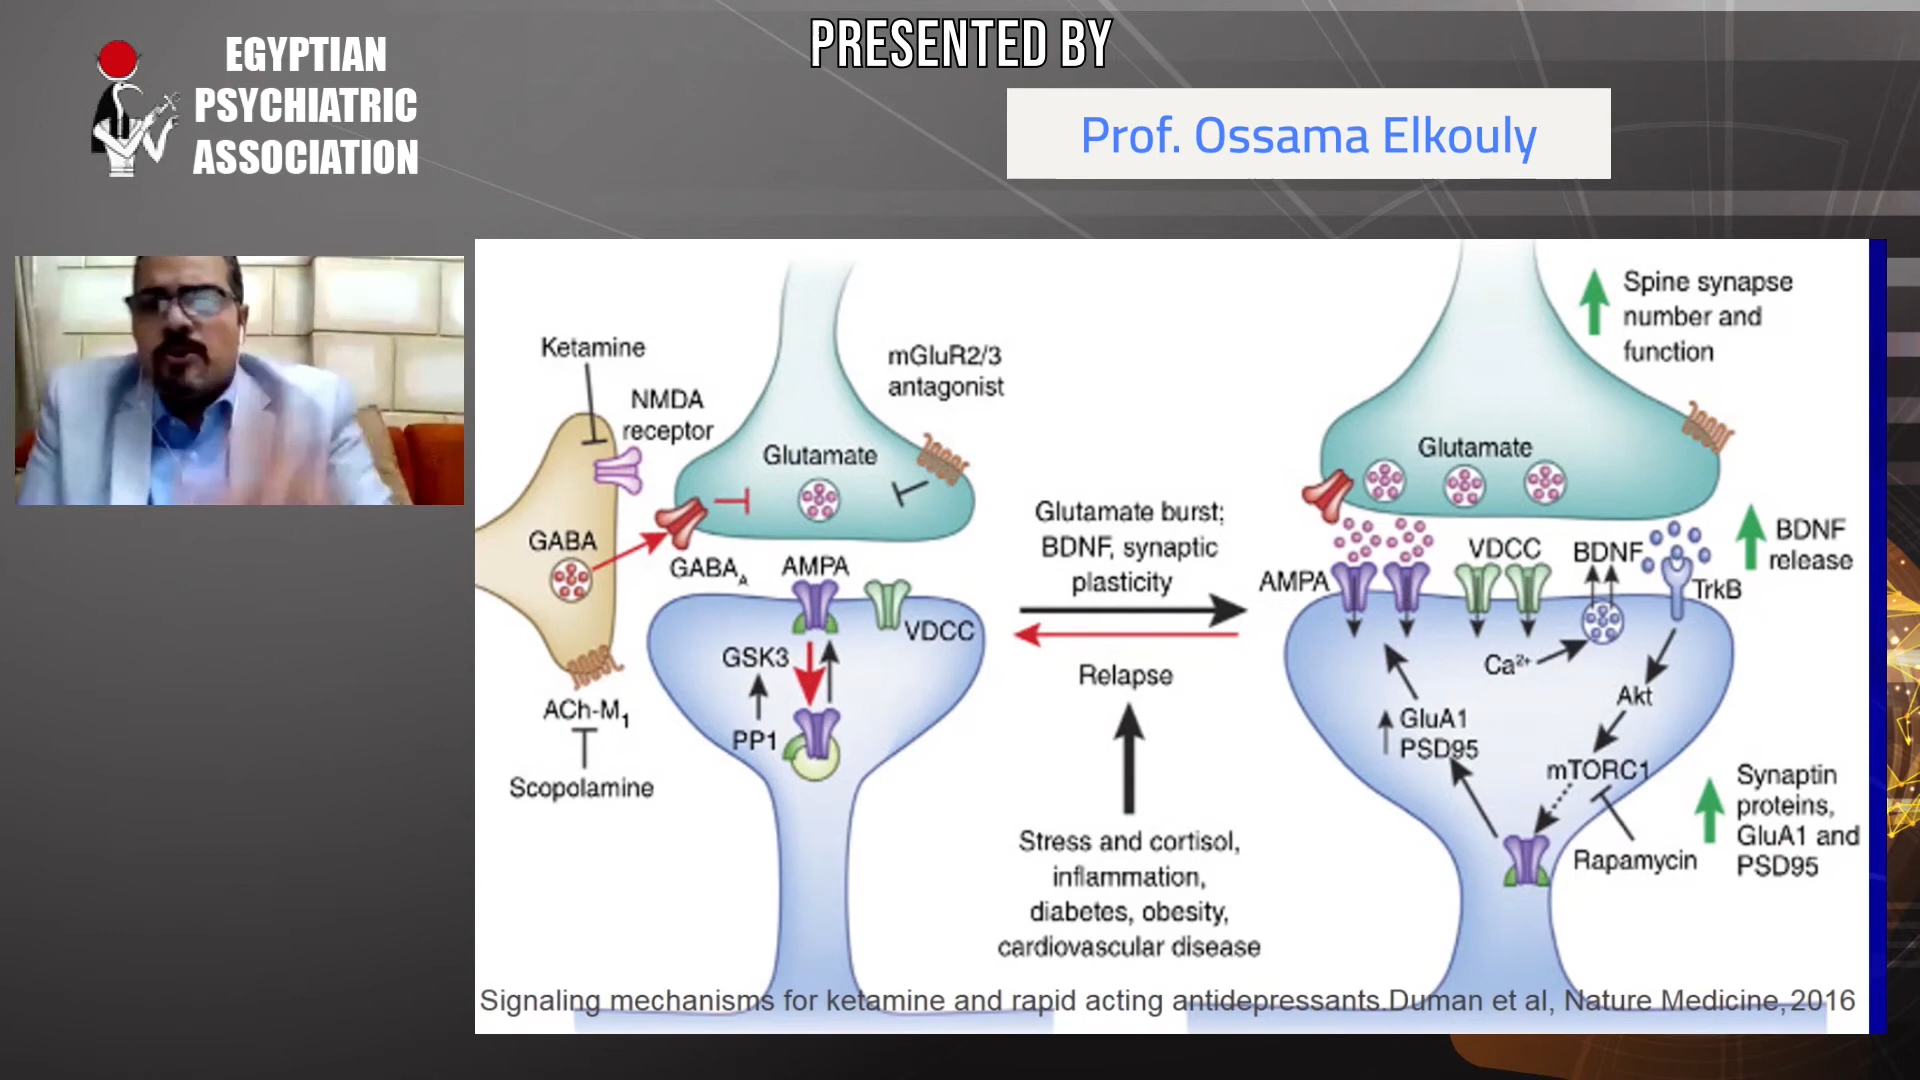 EGYPTIAN
PSYCHIATRIC
ASSOCIATION
PRESENTED BY
Prof. Ossama Elkouly
Ketamine
NMDA
receptor
mGluR2/3
antagonist
Glutamate
GABA
GABAA
AMPA
VDCC
GSK3
PP1
ACh-M1
Scopolamine
Glutamate burst;
BDNF, synaptic
plasticity
Relapse
Stress and cortisol,
inflammation,
diabetes, obesity,
cardiovascular disease
Spine synapse
number and
function
Glutamate
AMPA
VDCC
BDNF
TrkB
BDNF
release
Ca2+
Akt
GluA1
PSD95
mTORC1
Rapamycin
Synaptin
proteins,
GluA1 and
PSD95
Signaling mechanisms for ketamine and rapid acting antidepressants.Duman et al, Nature Medicine, 2016